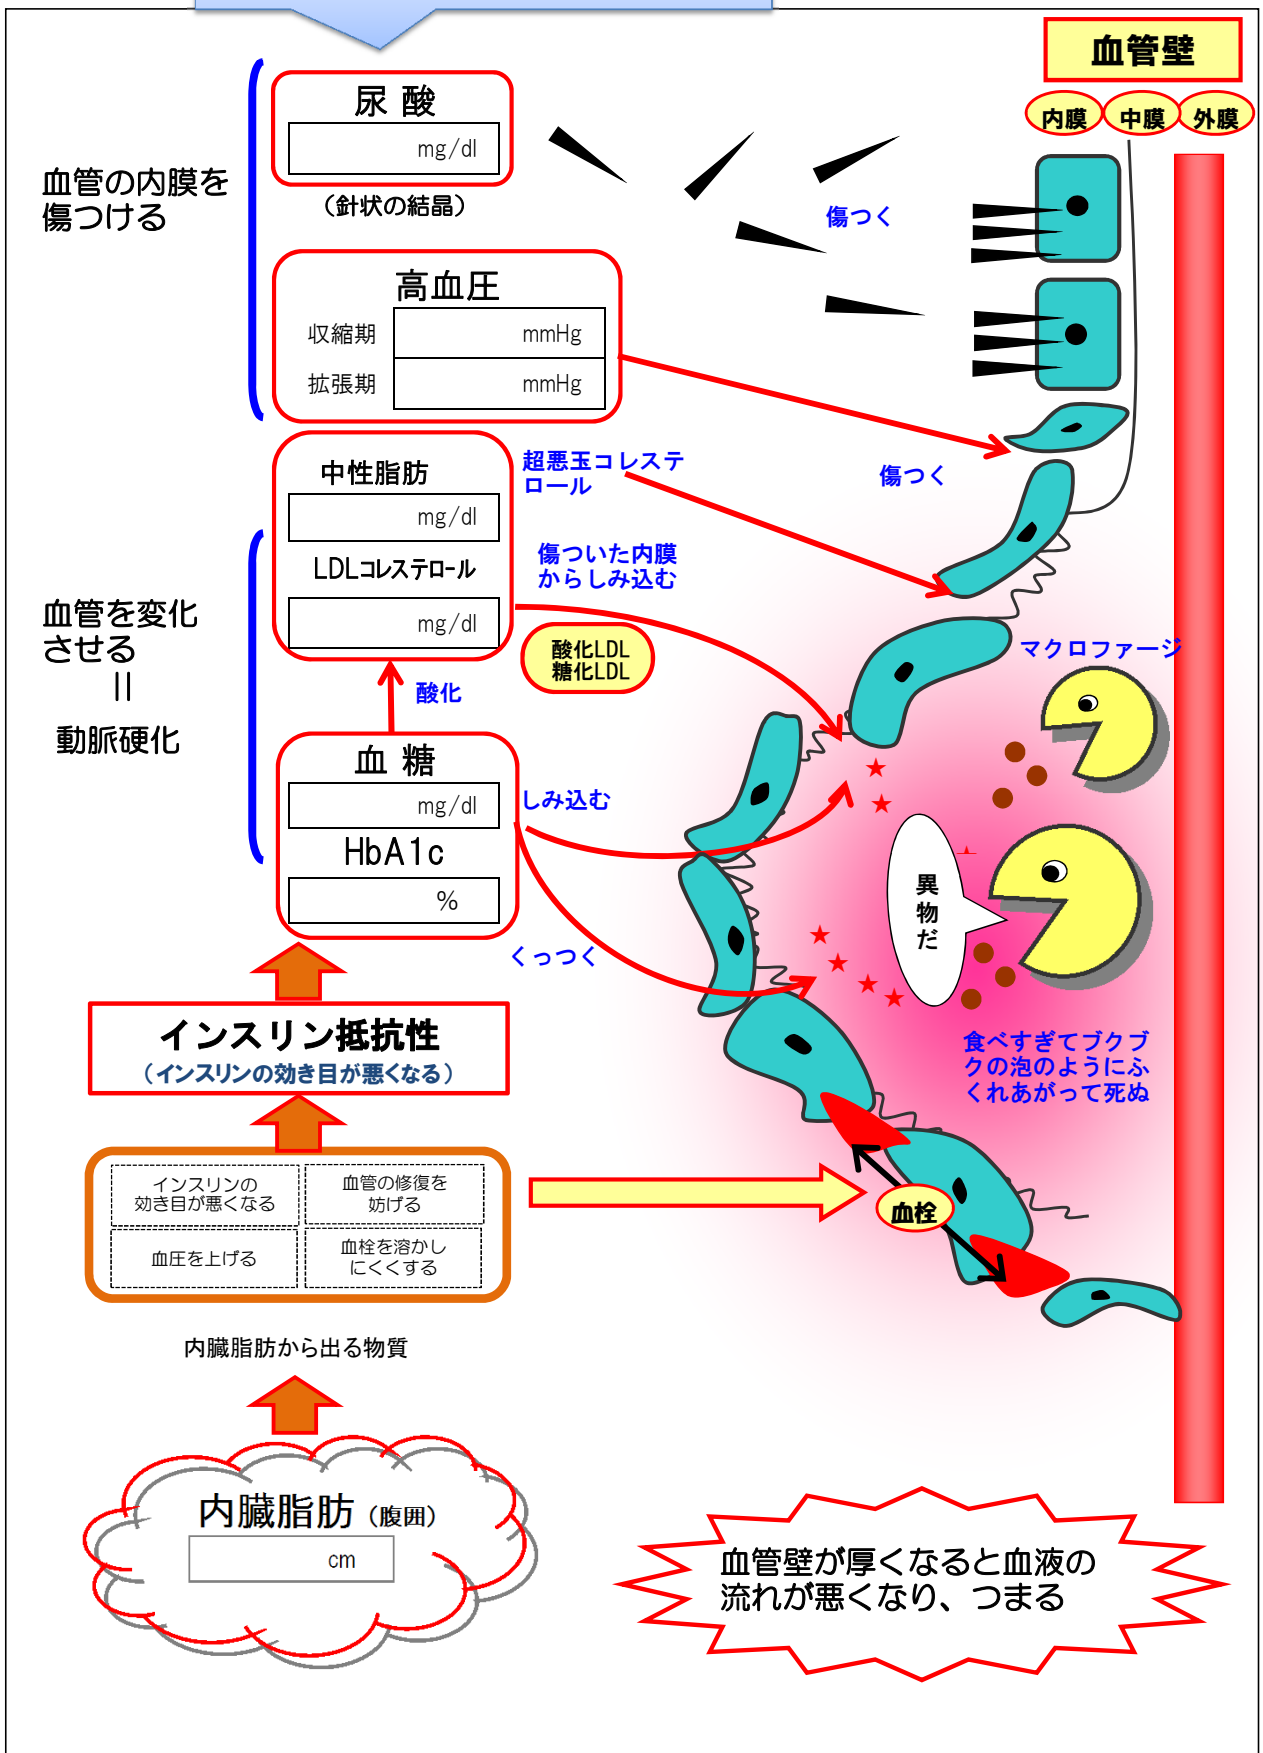 血管壁
内膜 中膜 外膜
尿 酸
mg/dl
（針状の結晶）
血管の内膜を
傷つける
傷つく
高血圧
収縮期 mmHg
拡張期 mmHg
中性脂肪
mg/dl
LDLコレステロール
mg/dl
超悪玉コレステ
ロール
傷つく
傷ついた内膜
からしみ込む
酸化LDL
糖化LDL
血管を変化
させる
＝
動脈硬化
酸化
マクロファージ
血 糖
mg/dl
HbA1c
%
しみ込む
くっつく
異物だ
食べすぎてブクブ
クの泡のようにふ
くれあがって死ぬ
インスリン抵抗性
（インスリンの効き目が悪くなる）
インスリンの
効き目が悪くなる
血管の修復を
妨げる
血圧を上げる
血栓を溶かし
にくくする
血栓
内臓脂肪から出る物質
内臓脂肪（腹囲）
cm
血管壁が厚くなると血液の
流れが悪くなり、つまる